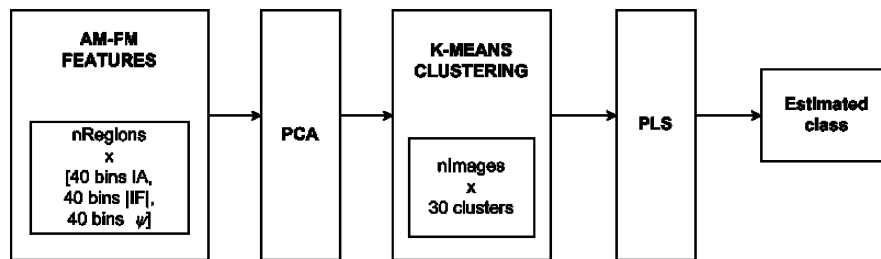 AM-FM
FEATURES
nRegions
x
[40 bins IA,
40 bins |IF|,
40 bins ψ]
PCA
K-MEANS
CLUSTERING
nImages
x
30 clusters
PLS
Estimated
class